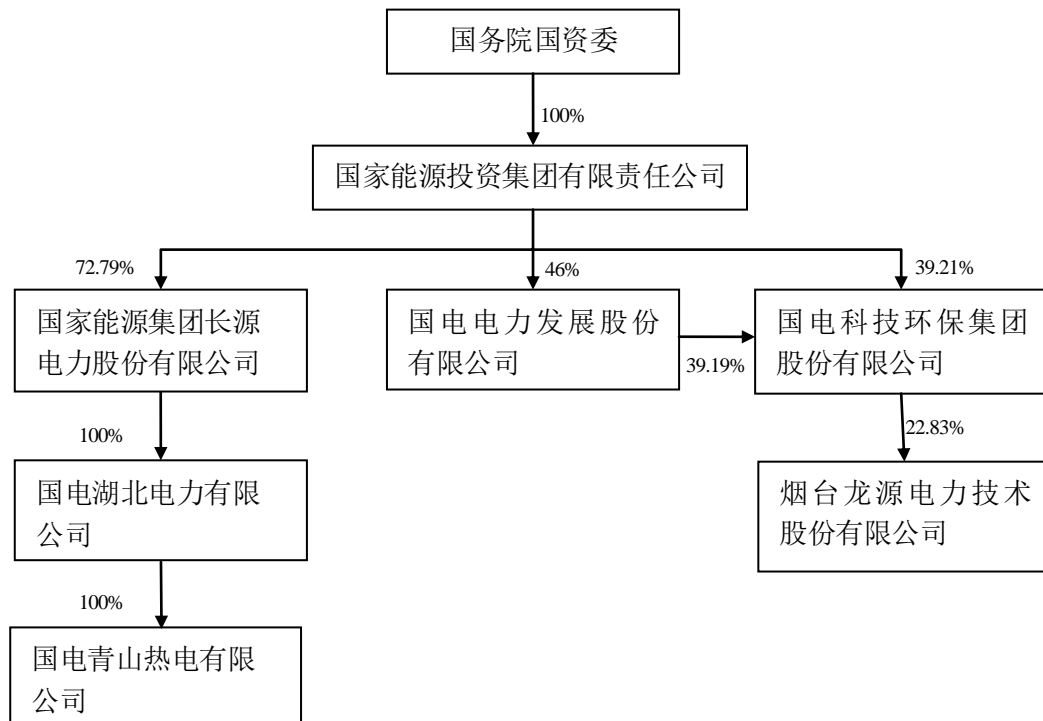 国务院国资委
100%
国家能源投资集团有限责任公司
72.79%
46%
39.21%
国家能源集团长源
电力股份有限公司
国电电力发展股份
有限公司
39.19%
国电科技环保集团
股份有限公司
100%
22.83%
国电湖北电力有限
公司
烟台龙源电力技术
股份有限公司
100%
国电青山热电有限
公司